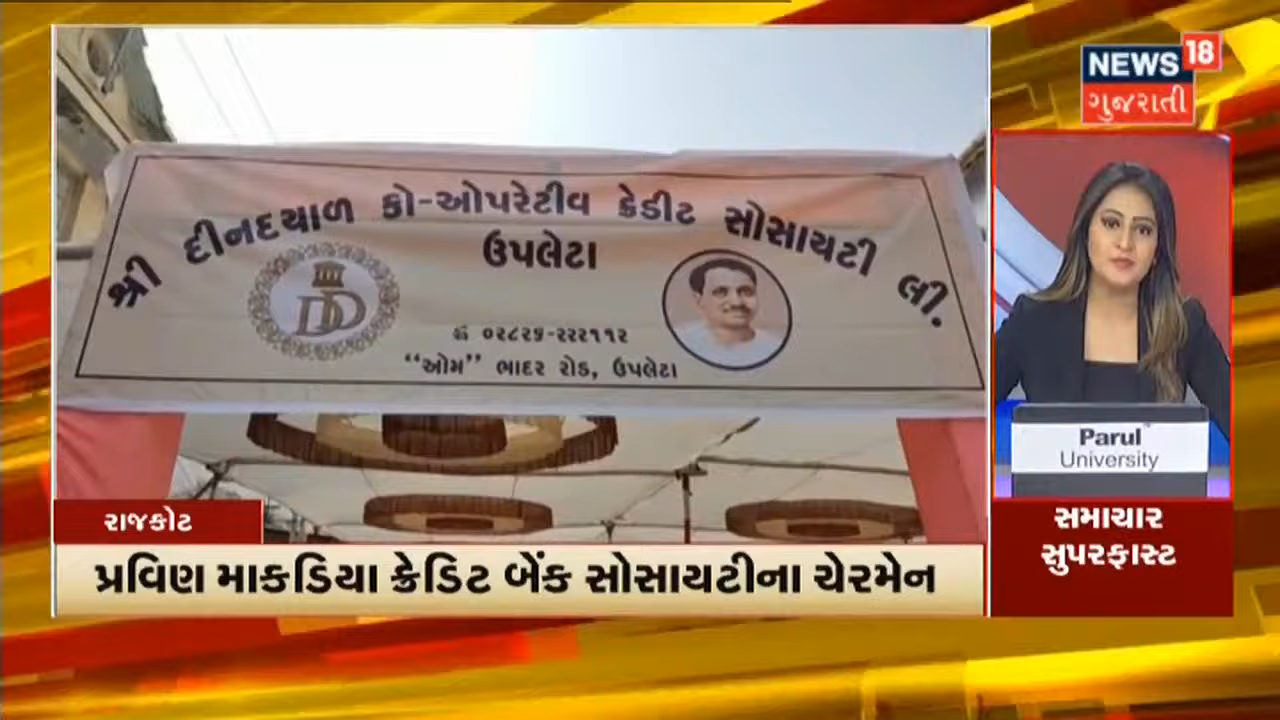 NEWS 18
ગુજરાતી
શ્રી દીનદયાળ કો-ઓપરેટીવ ક્રેડીટ સોસાયટી લી.
ઉપલેટા
DD
૦૨૮૨૬-૨૨૨૧૧૨
“ઓમ” ભાદર રોડ, ઉપલેટા
Parul
University
રાજકોટ
પ્રવિણ માકડિયા ક્રેડિટ બેંક સોસાયટીના ચેરમેન
સમાચાર
સુપરફાસ્ટ